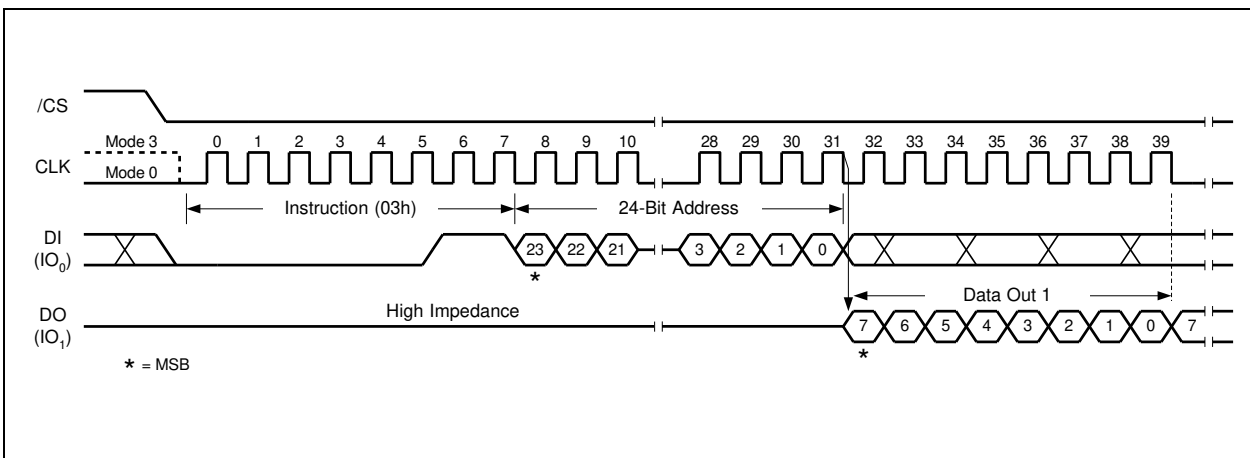 /CS
Mode 3 0 1 2 3 4 5 6 7 8 9 10 28 29 30 31 32 33 34 35 36 37 38 39
CLK
Mode 0
Instruction (03h) 24-Bit Address
DI
(IO₀)
23 22 21 3 2 1 0
*
Data Out 1
High Impedance
DO
(IO₁)
7 6 5 4 3 2 1 0 7
*
* = MSB